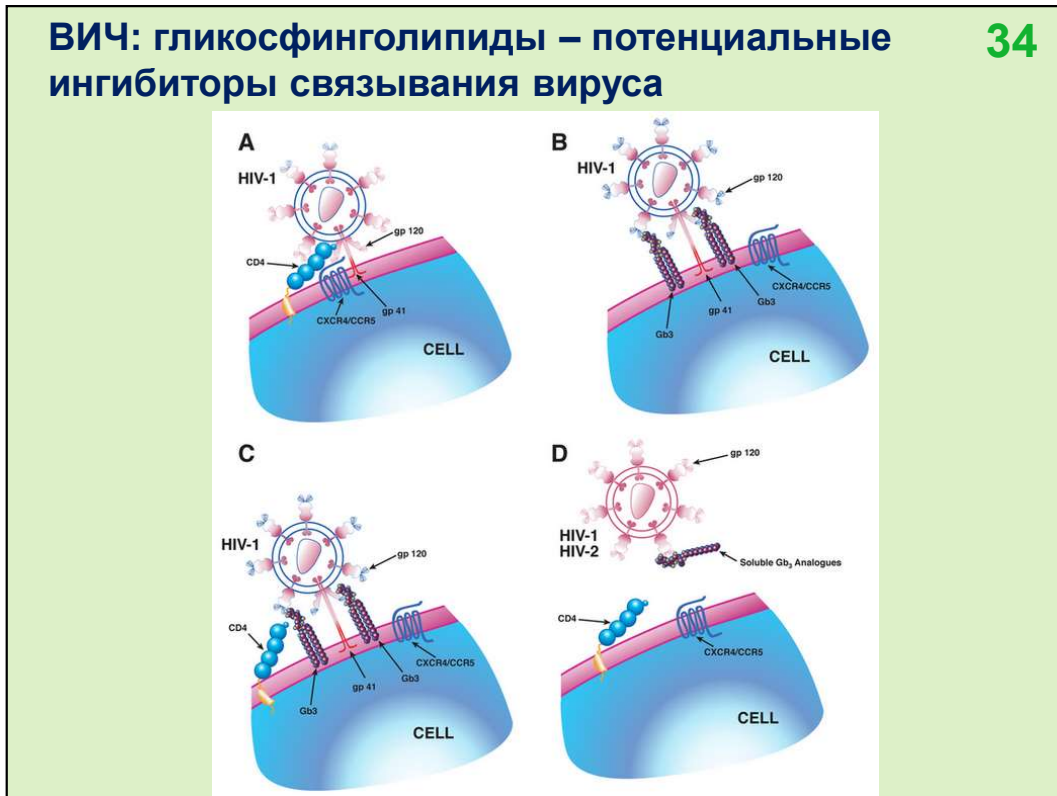 ВИЧ: гликосфинголипиды – потенциальные
ингибиторы связывания вируса
34
A
HIV-1
gp 120
CD4
gp 41
CXCR4/CCR5
CELL
B
HIV-1
gp 120
CXCR4/CCR5
Gb3
gp 41
Gb3
CELL
C
HIV-1
gp 120
CD4
CXCR4/CCR5
Gb3
gp 41
Gb3
CELL
D
gp 120
HIV-1
HIV-2
Soluble Gb₃ Analogues
CD4
CXCR4/CCR5
CELL